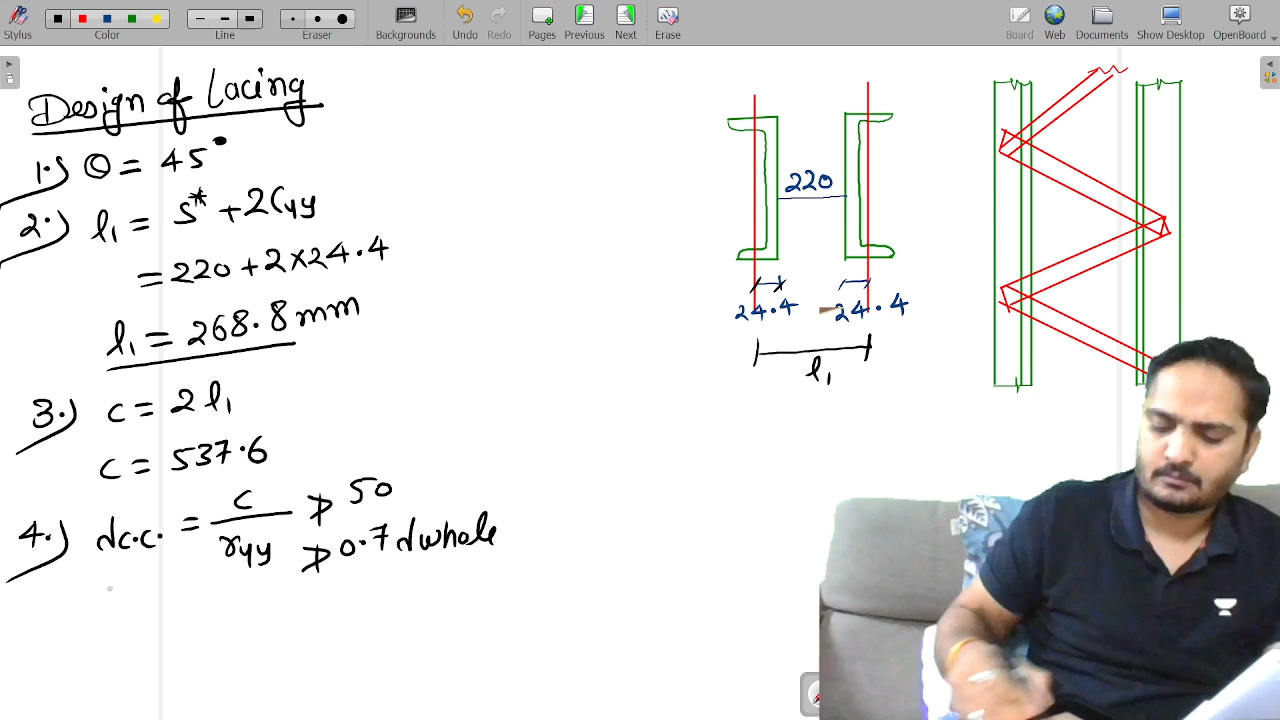 Stylus Color Line Eraser Backgrounds Undo Redo Pages Previous Next Erase Board Web Documents Show Desktop OpenBoard
Design of Lacing
1.) θ = 45°
2.) l₁ = S* + 2Cyy
= 220 + 2×24.4
l₁ = 268.8 mm
3.) c = 2 l₁
c = 537.6
4.) λc.c. = c / ryy ≯ 50
≯ 0.7 λwhole
220
24.4 24.4
l₁